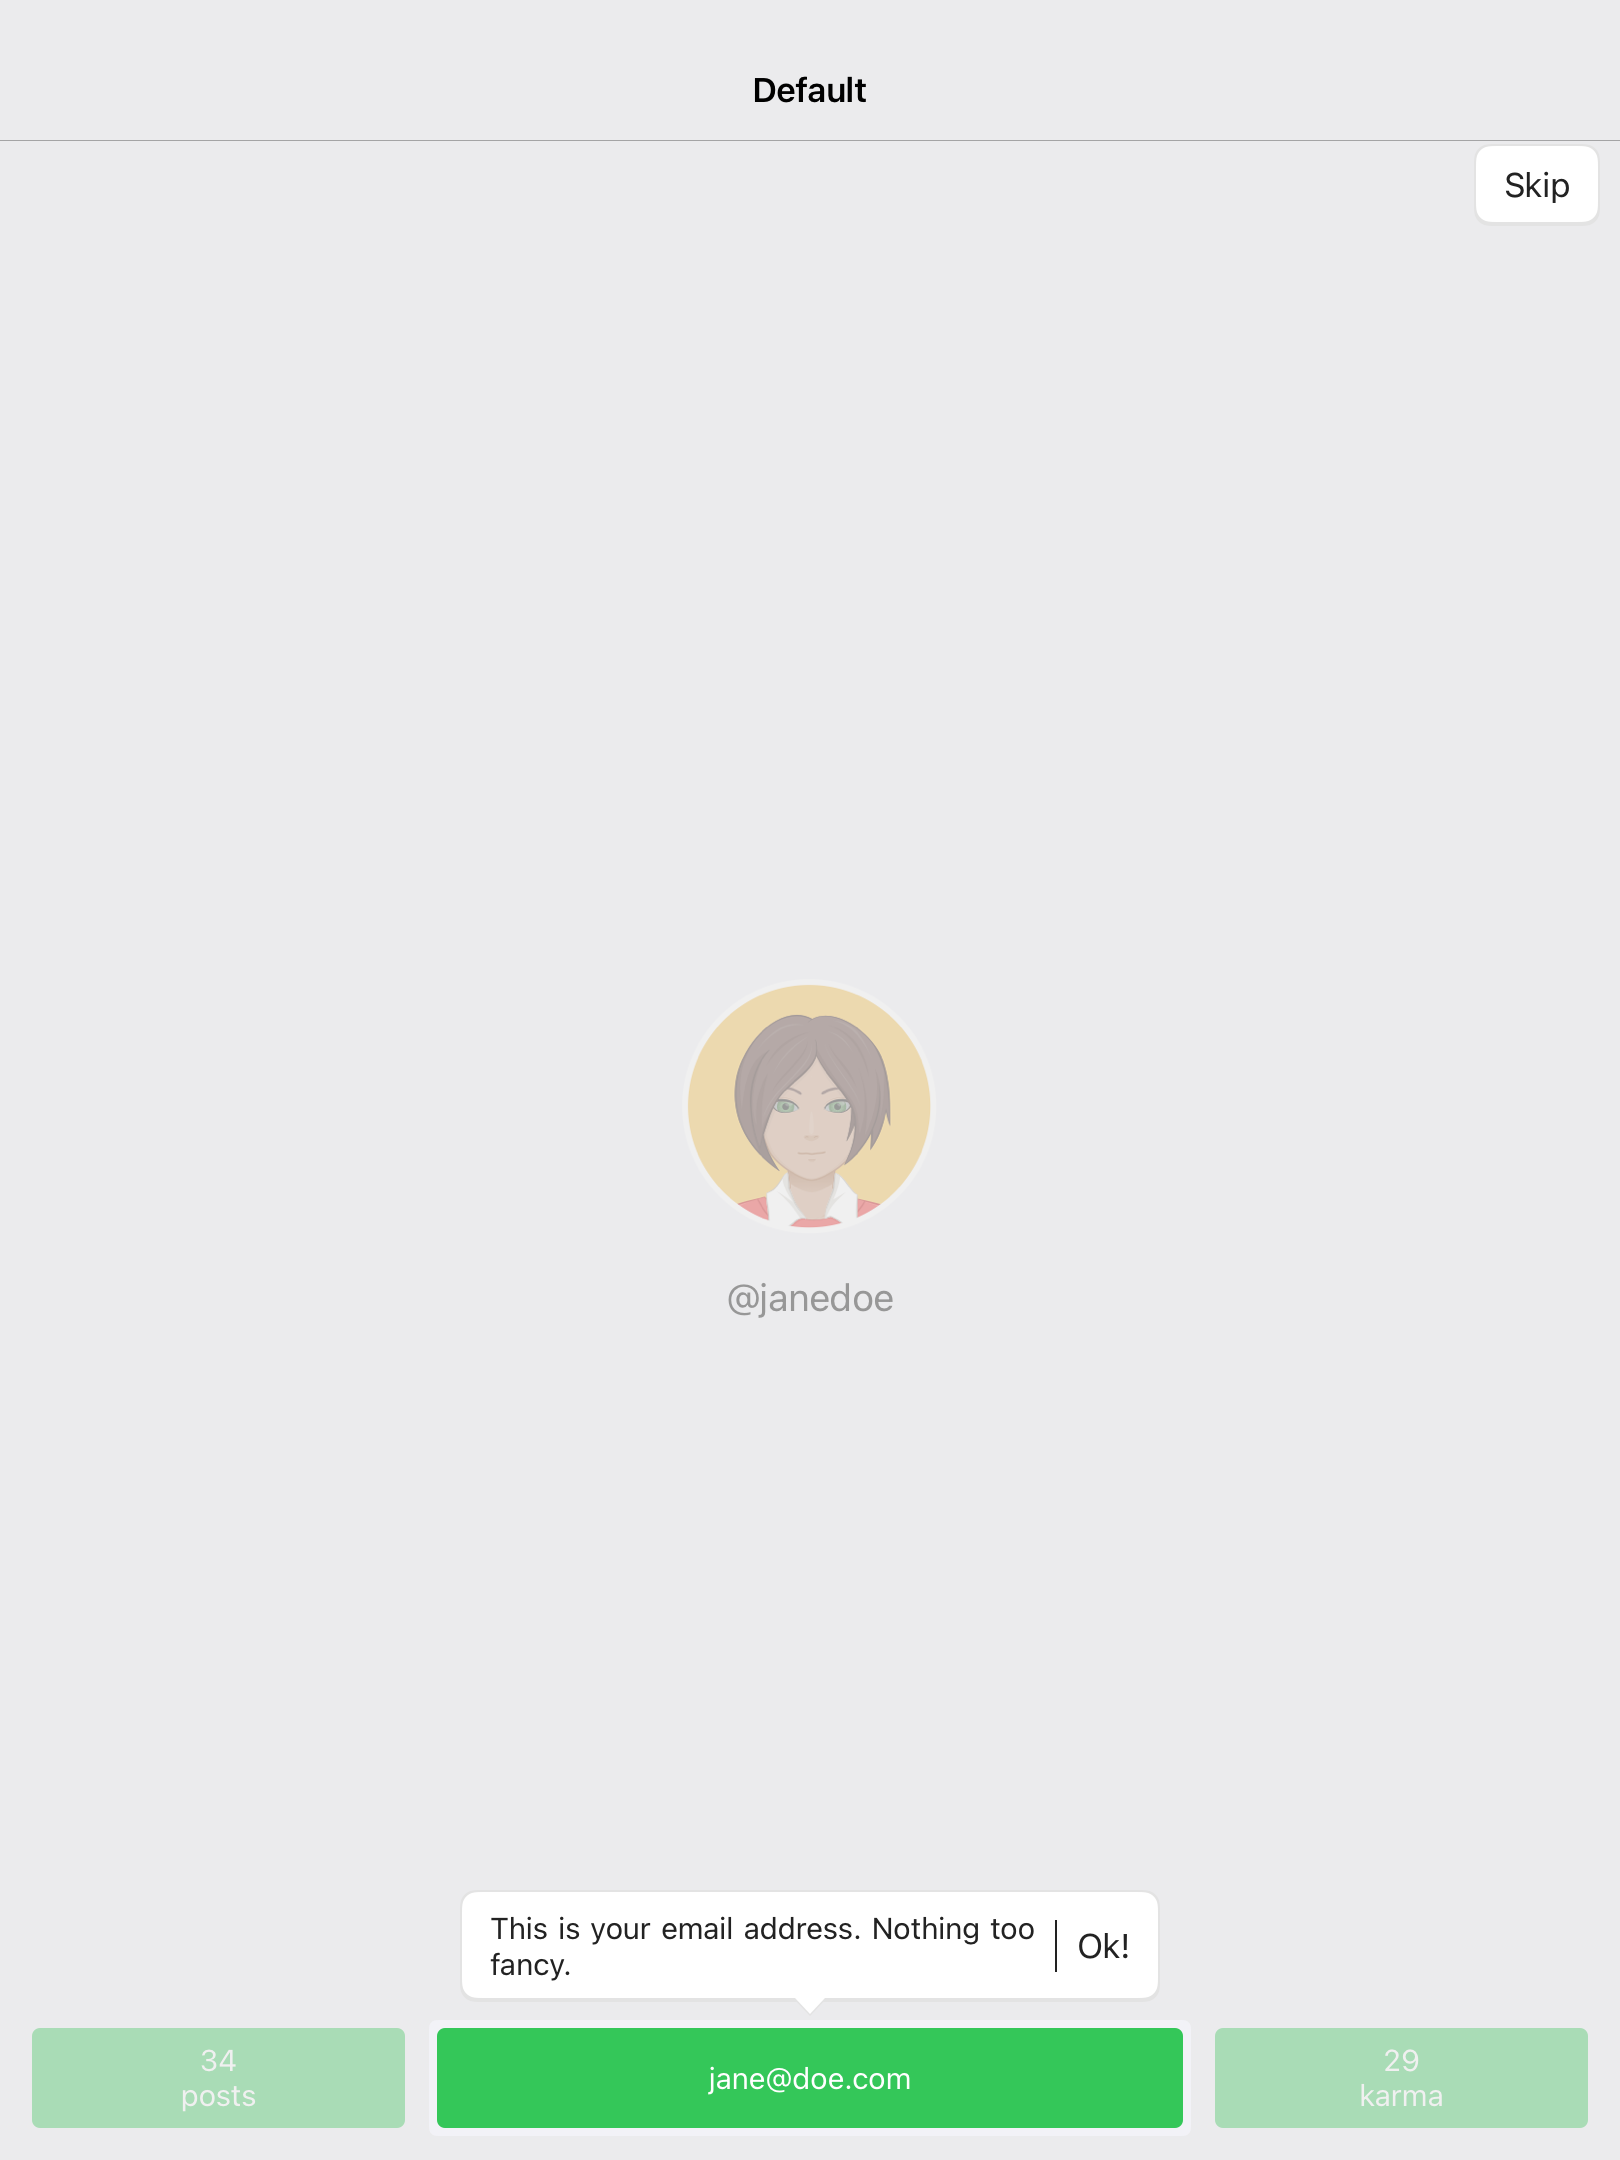 Default
Skip
@janedoe
This is your email address. Nothing too
fancy.
Ok!
34
posts
jane@doe.com
29
karma